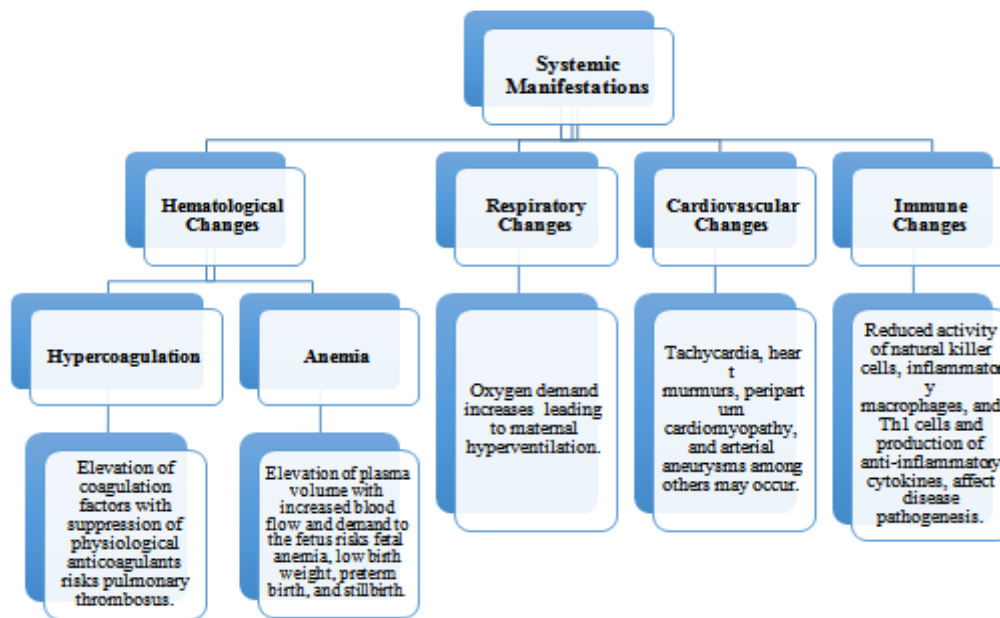 Systemic
Manifestations
Hematological
Changes
Respiratory
Changes
Cardiovascular
Changes
Immune
Changes
Hypercoagulation
Elevation of
coagulation
factors with
suppression of
physiological
anticoagulants
risks pulmonary
thrombosus.
Anemia
Elevation of plasma
volume with
increased blood
flow and demand to
the fetus risks fetal
anemia, low birth
weight, preterm
birth, and stillbirth.
Oxygen demand
increases leading
to maternal
hyperventilation.
Tachycardia, hear
t
murmurs, peripart
um
cardiomyopathy,
and arterial
aneurysms among
others may occur.
Reduced activity
of natural killer
cells, inflammator
y
macrophages, and
Th1 cells and
production of
anti-inflammatory
cytokines, affect
disease
pathogenesis.